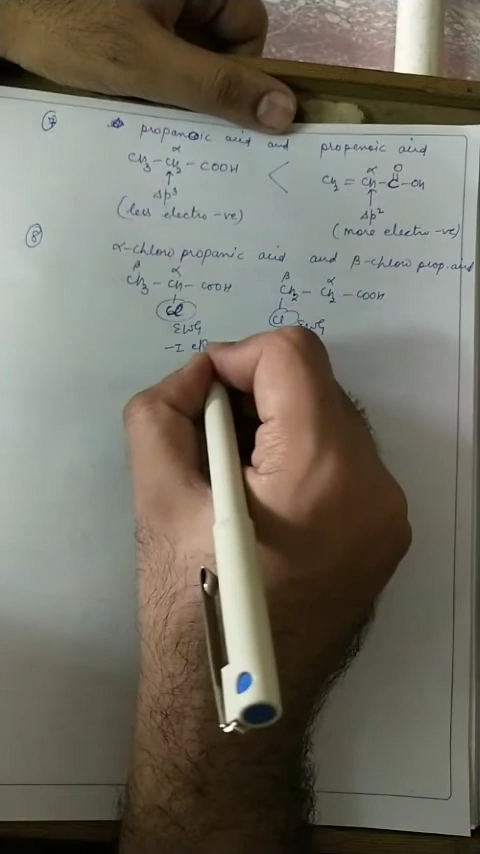 ⑦ propanoic acid and propenoic acid
CH₃ – CH₂ – COOH < CH₂ = CH – C – OH
α α O
↑ ↑
sp³ sp²
(less electro -ve) (more electro -ve)
⑧ α-chloro propanic acid and β-chloro prop. acid
β α β α
CH₃ – CH – COOH CH₂ – CH₂ – COOH
Cl Cl
EWG EWG
-I eff